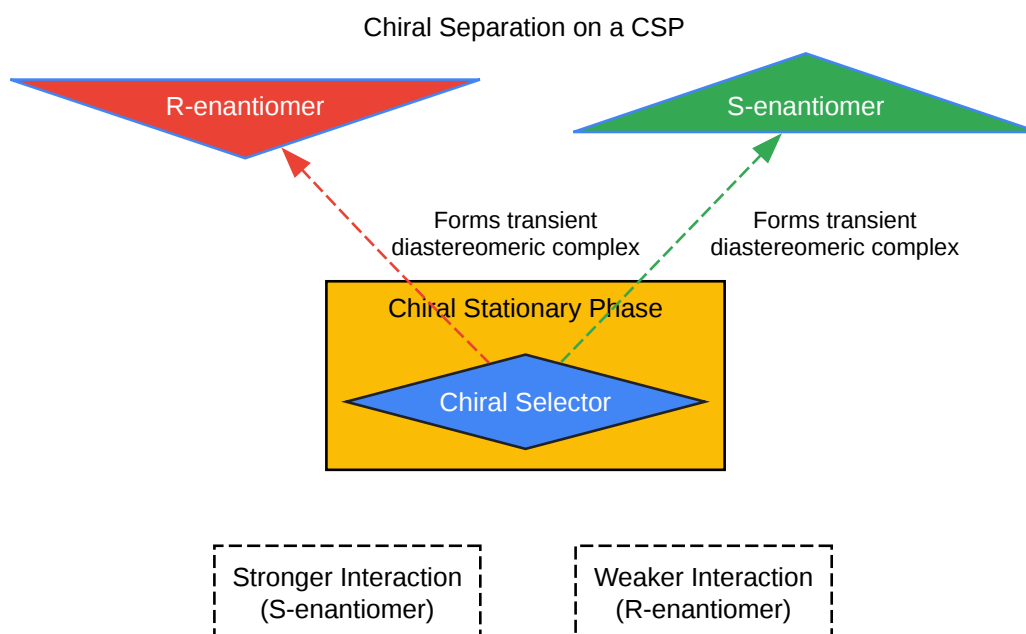 Chiral Separation on a CSP
R-enantiomer
S-enantiomer
Forms transient
diastereomeric complex
Forms transient
diastereomeric complex
Chiral Stationary Phase
Chiral Selector
Stronger Interaction
(S-enantiomer)
Weaker Interaction
(R-enantiomer)